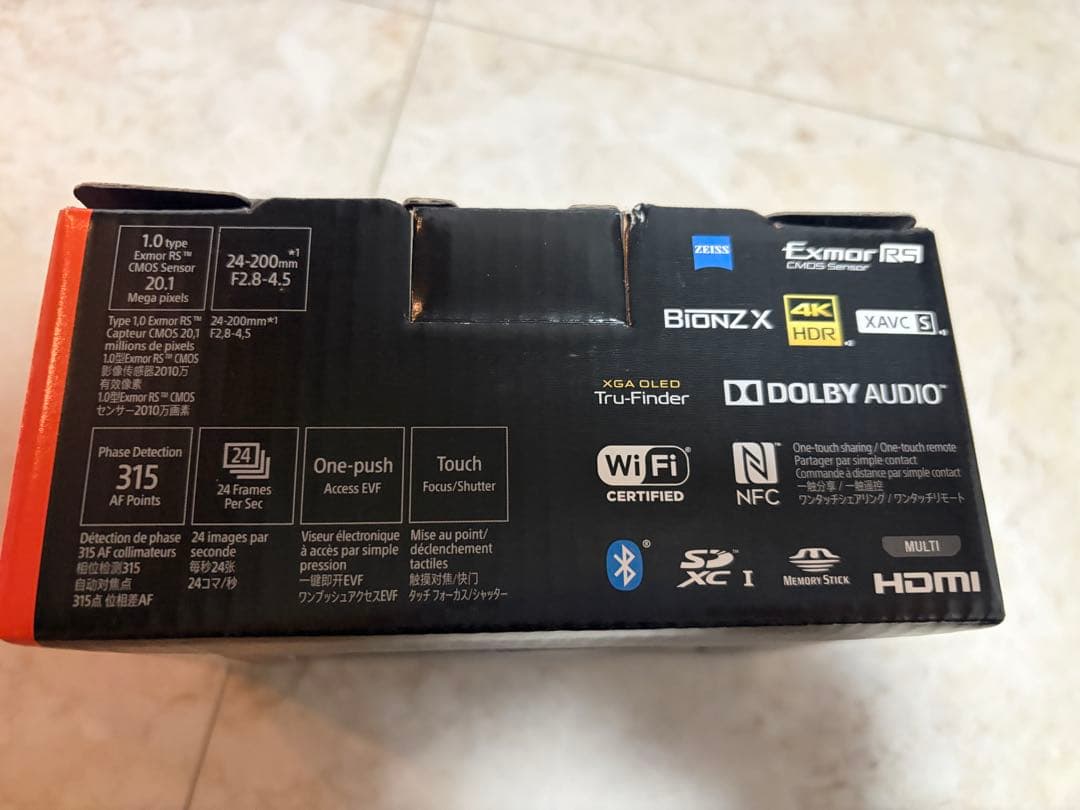 1.0 type
Exmor RS™
CMOS Sensor
20.1
Mega pixels
24-200mm*1
F2.8-4.5
Type 1,0 Exmor RS™
Capteur CMOS 20,1
millions de pixels
1.0型Exmor RS™ CMOS
影像传感器2010万
有效像素
1.0型Exmor RS™ CMOS
センサー2010万画素
24-200mm*1
F2,8-4,5
Phase Detection
315
AF Points
24
24 Frames
Per Sec
One-push
Access EVF
Touch
Focus/Shutter
Détection de phase
315 AF collimateurs
相位检测315
自动对焦点
315点 位相差AF
24 images par
seconde
每秒24张
24コマ/秒
Viseur électronique
à accès par simple
pression
一键即开EVF
ワンプッシュアクセスEVF
Mise au point/
déclenchement
tactiles
触摸对焦/快门
タッチフォーカス/シャッター
ZEISS
Exmor RS
CMOS Sensor
BIONZ X
4K
HDR
XAVC S
XGA OLED
Tru-Finder
DOLBY AUDIO™
Wi Fi®
CERTIFIED
NFC
One-touch sharing / One-touch remote
Partager par simple contact
Commande à distance par simple contact
一触分享 / 一触遥控
ワンタッチシェアリング / ワンタッチリモート
®
SD™
XC I
MEMORY STICK
MULTI
HDMI